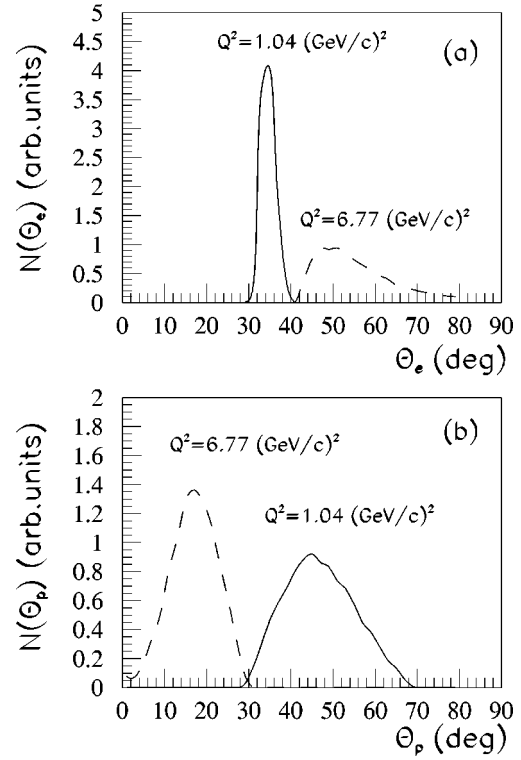 Q²=1.04 (GeV/c)²
(a)
N(Θₑ) (arb.units)
5
4.5
4
3.5
3
2.5
2
1.5
1
0.5
0
Q²=6.77 (GeV/c)²
0 10 20 30 40 50 60 70 80 90
Θₑ (deg)
(b)
N(Θₚ) (arb.units)
2
1.8
1.6
1.4
1.2
1
0.8
0.6
0.4
0.2
0
Q²=6.77 (GeV/c)²
Q²=1.04 (GeV/c)²
0 10 20 30 40 50 60 70 80 90
Θₚ (deg)